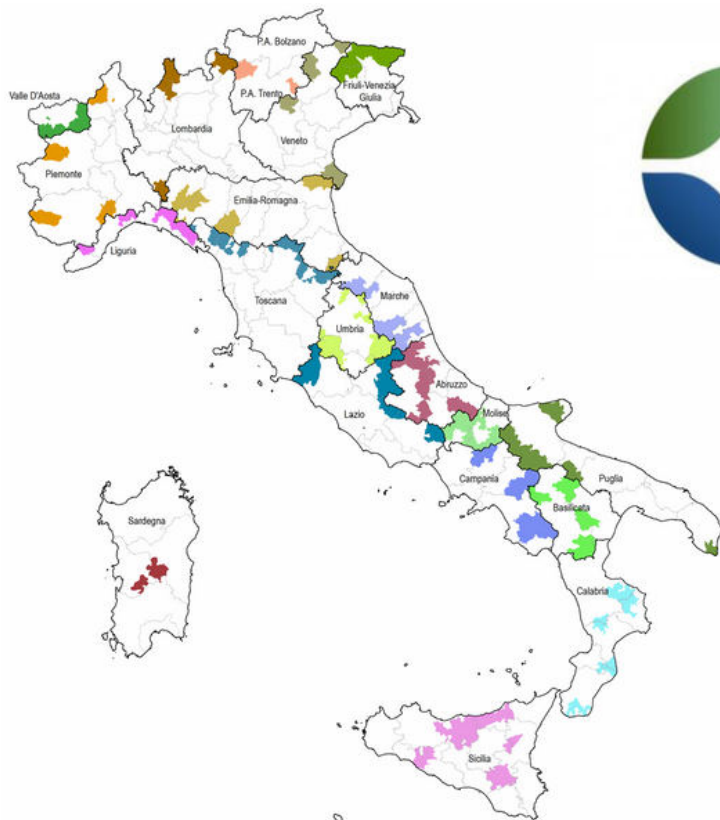 P.A. Bolzano
Valle D'Aosta
P.A. Trento
Friuli-Venezia
Giulia
Lombardia
Veneto
Piemonte
Emilia-Romagna
Liguria
Toscana
Marche
Umbria
Abruzzo
Lazio
Molise
Campania
Puglia
Basilicata
Sardegna
Calabria
Sicilia